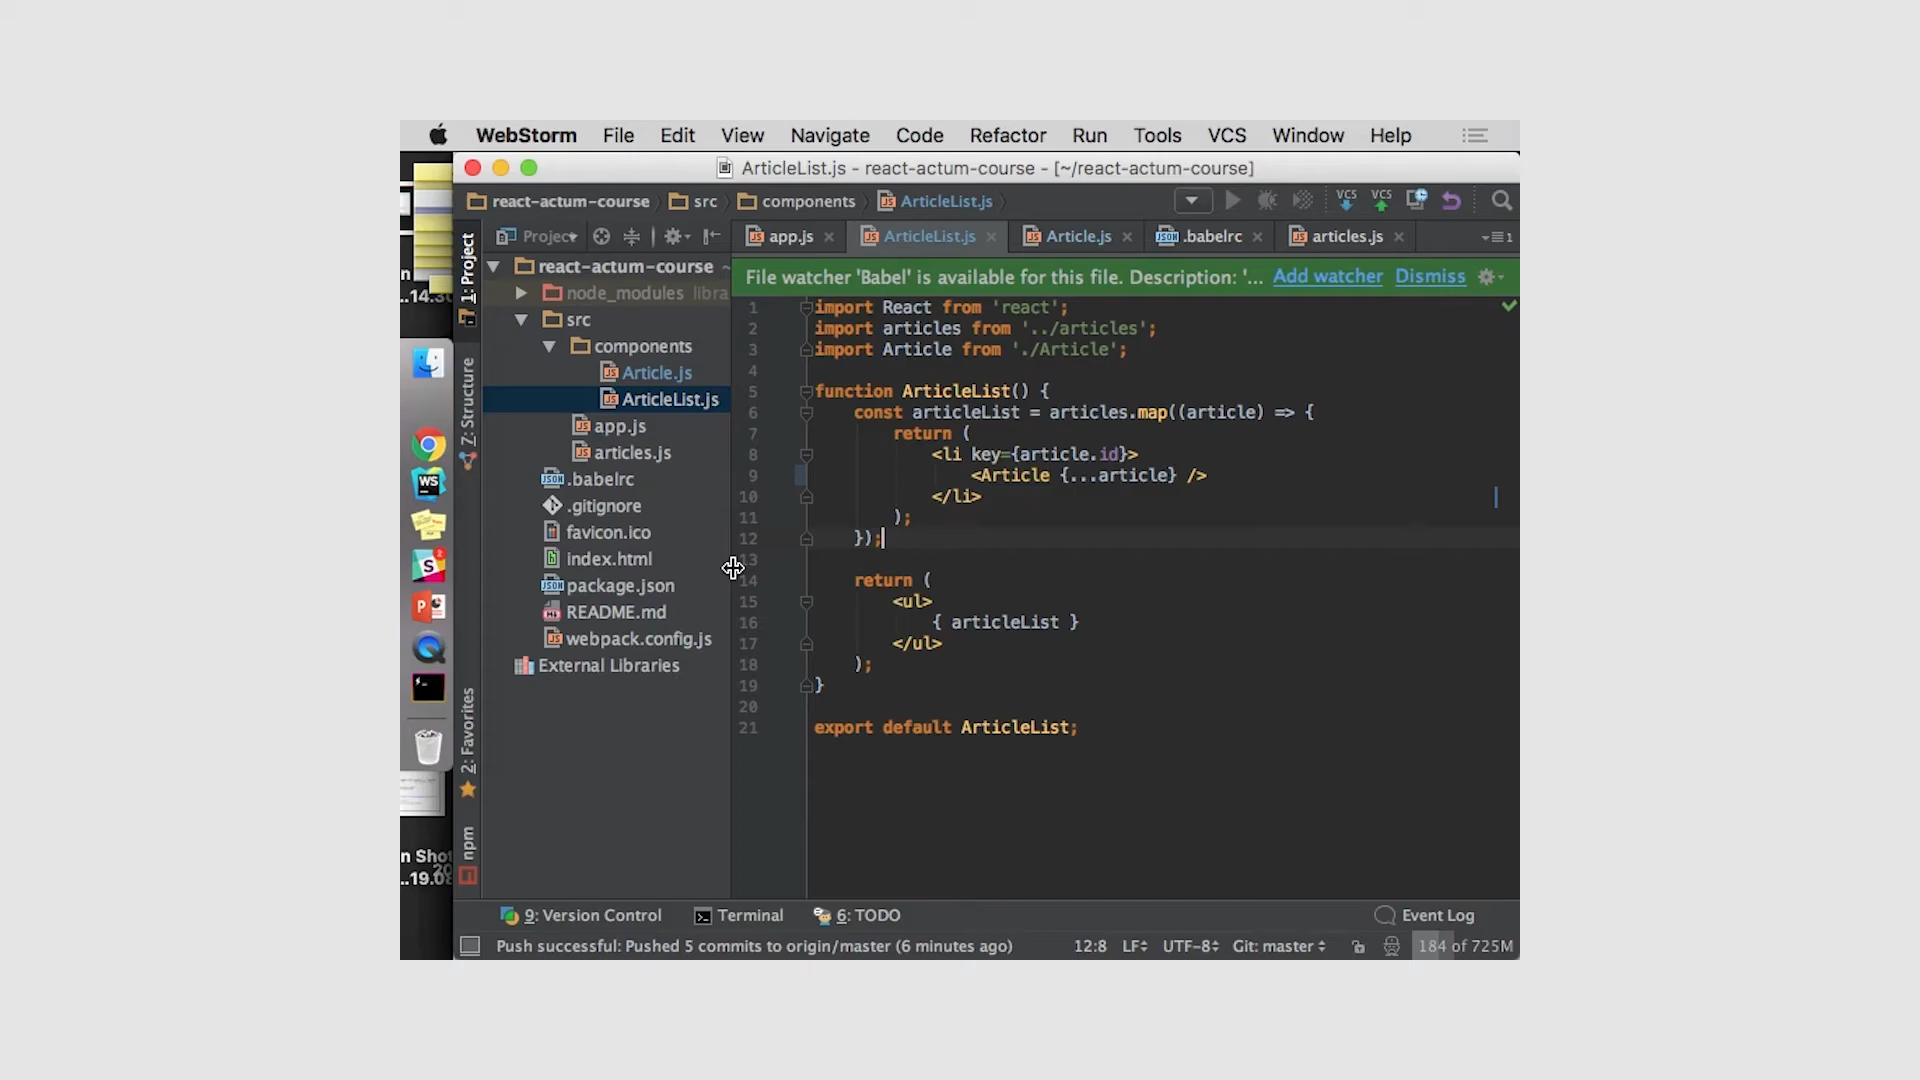 WebStorm File Edit View Navigate Code Refactor Run Tools VCS Window Help
ArticleList.js - react-actum-course - [~/react-actum-course]
react-actum-course src components ArticleList.js VCS VCS
Project app.js ArticleList.js Article.js .babelrc articles.js 1
File watcher 'Babel' is available for this file. Description: '... Add watcher Dismiss
1: Project
Z: Structure
2: Favorites
npm
react-actum-course
node_modules libra
src
components
Article.js
ArticleList.js
app.js
articles.js
.babelrc
.gitignore
favicon.ico
index.html
package.json
README.md
webpack.config.js
External Libraries
1 import React from 'react';
2 import articles from '../articles';
3 import Article from './Article';
4
5 function ArticleList() {
6 const articleList = articles.map((article) => {
7 return (
8 <li key={article.id}>
9 <Article {...article} />
10 </li>
11 );
12 });
13
14 return (
15 <ul>
16 { articleList }
17 </ul>
18 );
19 }
20
21 export default ArticleList;
9: Version Control Terminal 6: TODO Event Log
Push successful: Pushed 5 commits to origin/master (6 minutes ago) 12:8 LF UTF-8 Git: master 184 of 725M
WS
2
n Shot